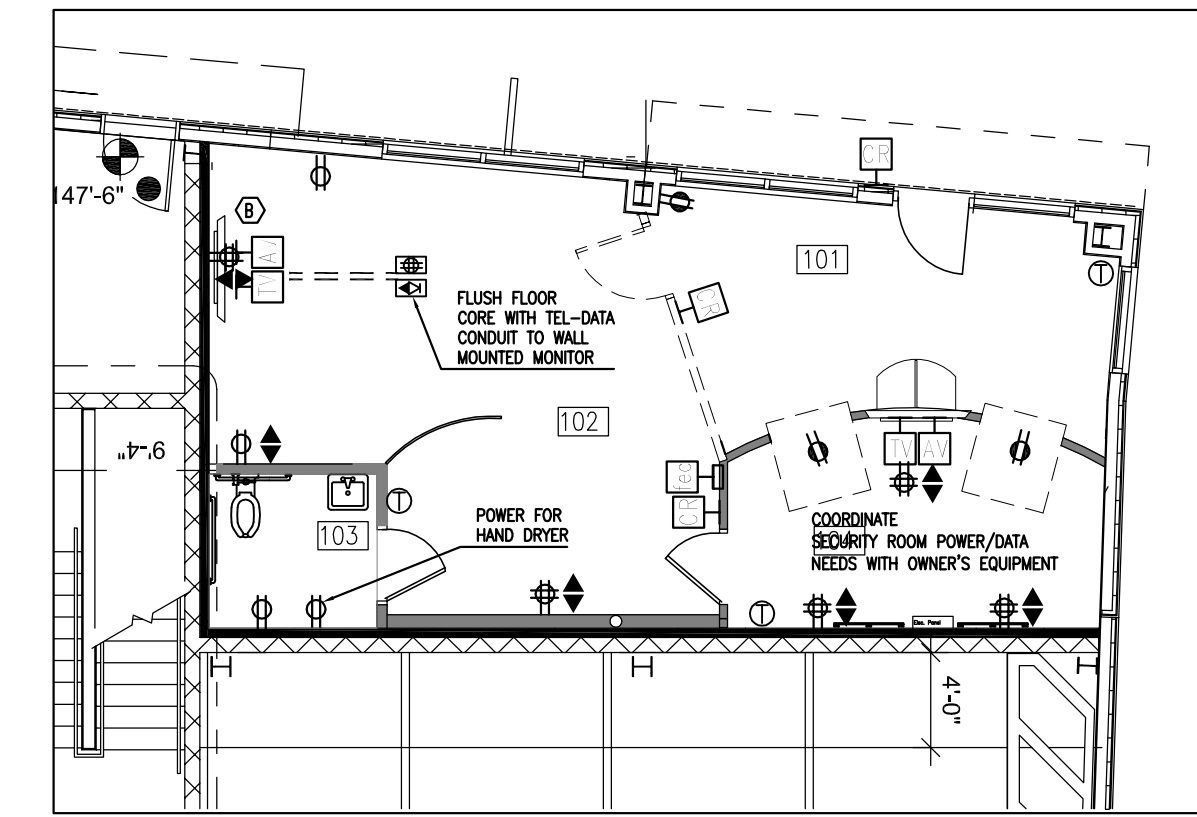 CR
147'-6"
B
AV
TV
101
FLUSH FLOOR
CORE WITH TEL-DATA
CONDUIT TO WALL
MOUNTED MONITOR
T
CR
102
9'-4"
TV AV
fec
CR
T
103
POWER FOR
HAND DRYER
COORDINATE
104
SECURITY ROOM POWER/DATA
NEEDS WITH OWNER'S EQUIPMENT
T
Elec. Panel
4'-0"